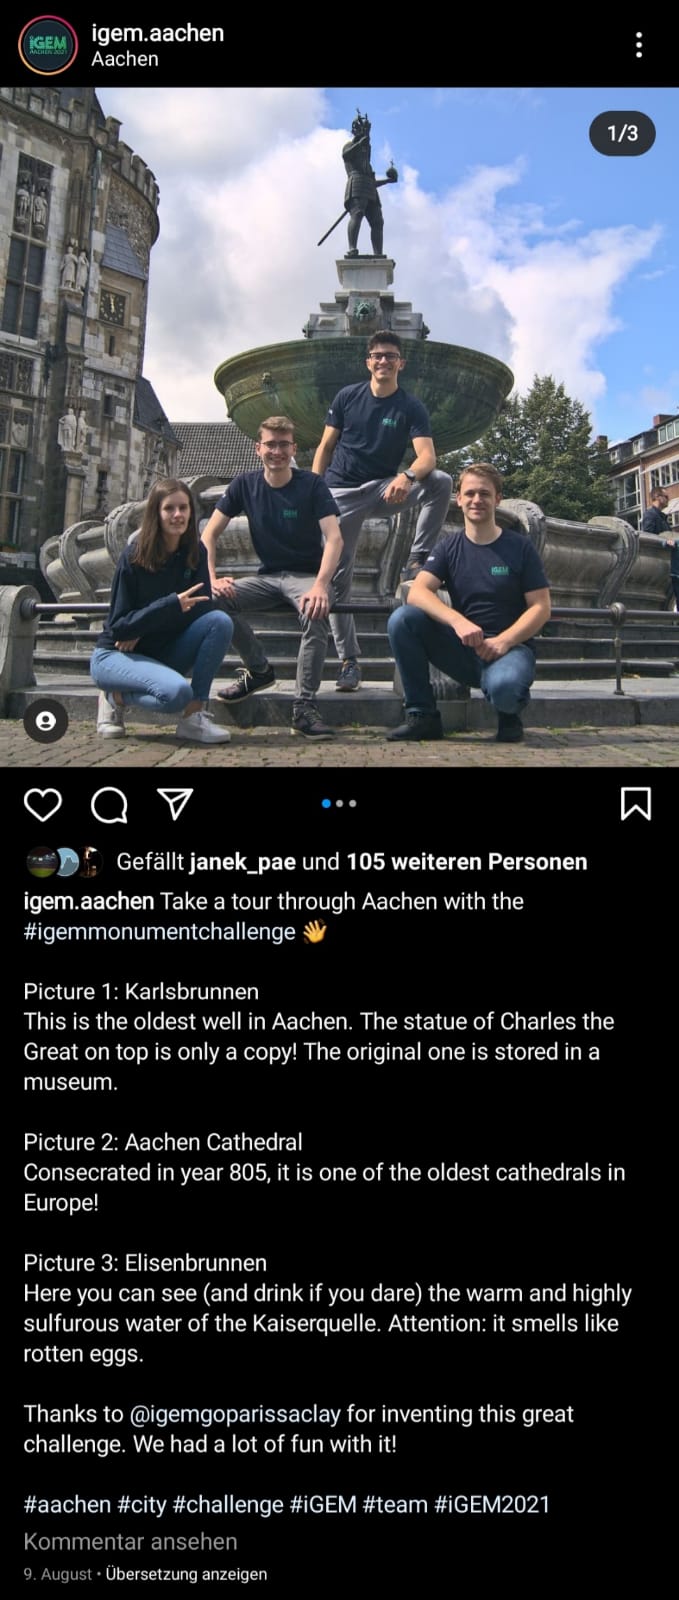 igem.aachen
Aachen
iGEM
AACHEN 2021
1/3
iGEM
iGEM
iGEM
Gefällt janek_pae und 105 weiteren Personen
igem.aachen Take a tour through Aachen with the
#igemmonumentchallenge 👋
Picture 1: Karlsbrunnen
This is the oldest well in Aachen. The statue of Charles the
Great on top is only a copy! The original one is stored in a
museum.
Picture 2: Aachen Cathedral
Consecrated in year 805, it is one of the oldest cathedrals in
Europe!
Picture 3: Elisenbrunnen
Here you can see (and drink if you dare) the warm and highly
sulfurous water of the Kaiserquelle. Attention: it smells like
rotten eggs.
Thanks to @igemgoparissaclay for inventing this great
challenge. We had a lot of fun with it!
#aachen #city #challenge #iGEM #team #iGEM2021
Kommentar ansehen
9. August • Übersetzung anzeigen